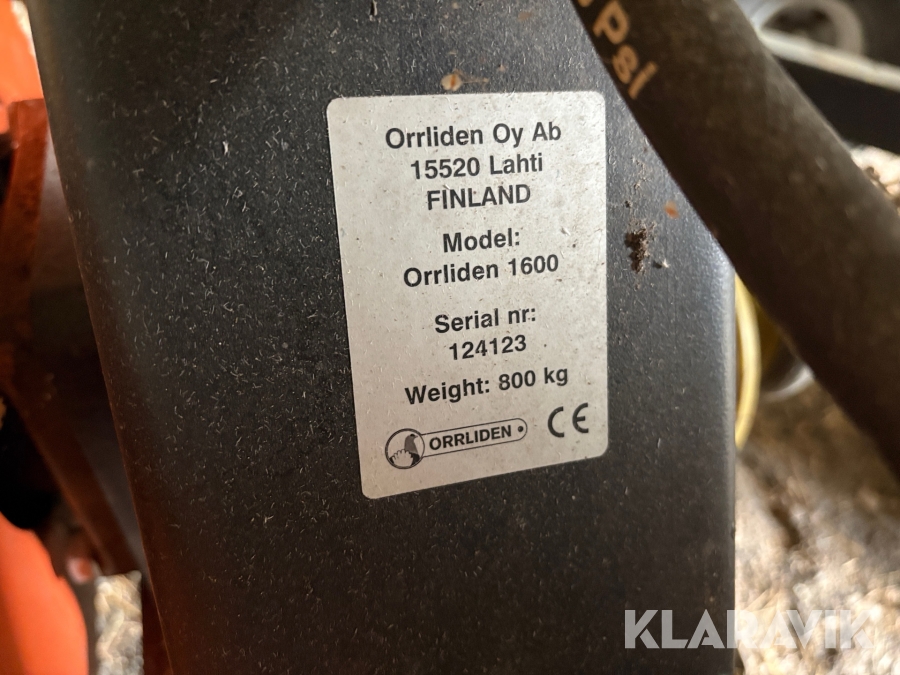 Orrliden Oy Ab
15520 Lahti
FINLAND
Model:
Orrliden 1600
Serial nr:
124123
Weight: 800 kg
ORRLIDEN
CE
Psi
KLARAVIK